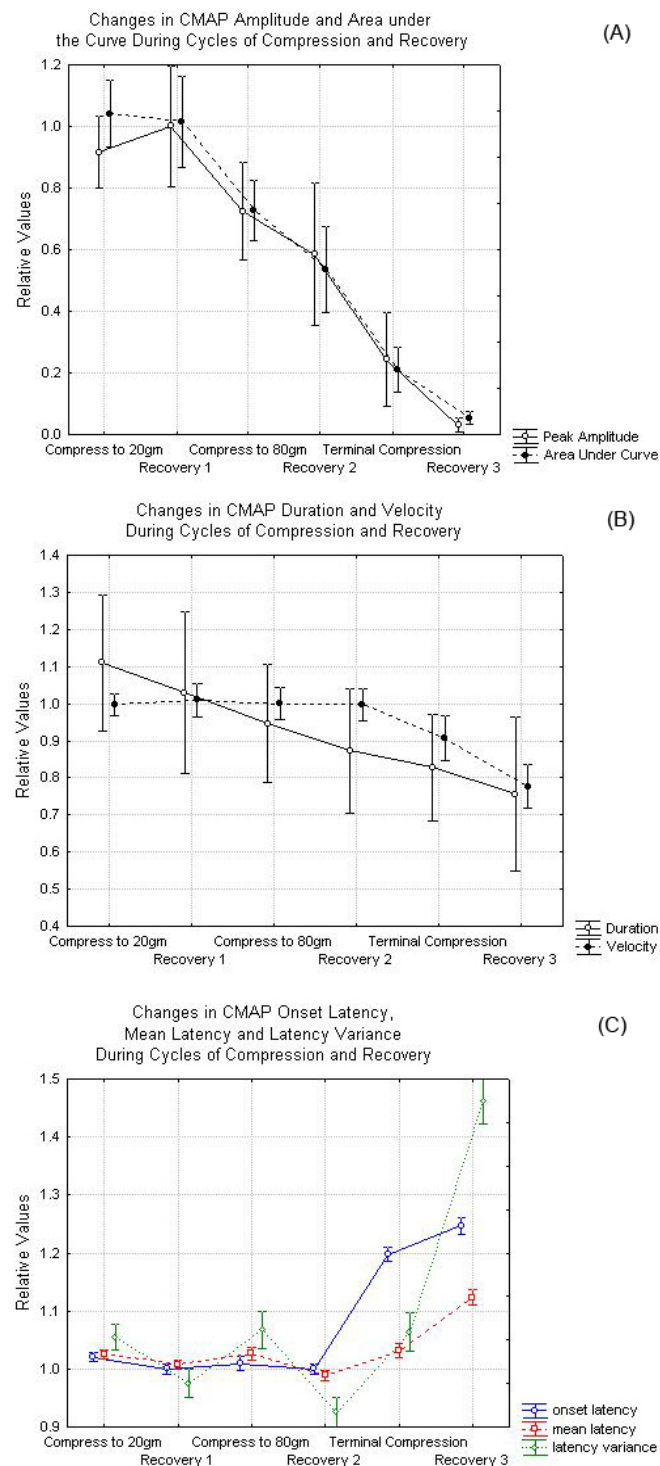 Changes in CMAP Amplitude and Area under
the Curve During Cycles of Compression and Recovery
(A)
1.2
1.0
0.8
0.6
0.4
0.2
0.0
Relative Values
Compress to 20gm
Compress to 80gm
Terminal Compression
Recovery 1
Recovery 2
Recovery 3
Peak Amplitude
Area Under Curve
Changes in CMAP Duration and Velocity
During Cycles of Compression and Recovery
(B)
1.4
1.3
1.2
1.1
1.0
0.9
0.8
0.7
0.6
0.5
0.4
Relative Values
Compress to 20gm
Compress to 80gm
Terminal Compression
Recovery 1
Recovery 2
Recovery 3
Duration
Velocity
Changes in CMAP Onset Latency,
Mean Latency and Latency Variance
During Cycles of Compression and Recovery
(C)
1.5
1.4
1.3
1.2
1.1
1.0
0.9
Relative Values
Compress to 20gm
Compress to 80gm
Terminal Compression
Recovery 1
Recovery 2
Recovery 3
onset latency
mean latency
latency variance